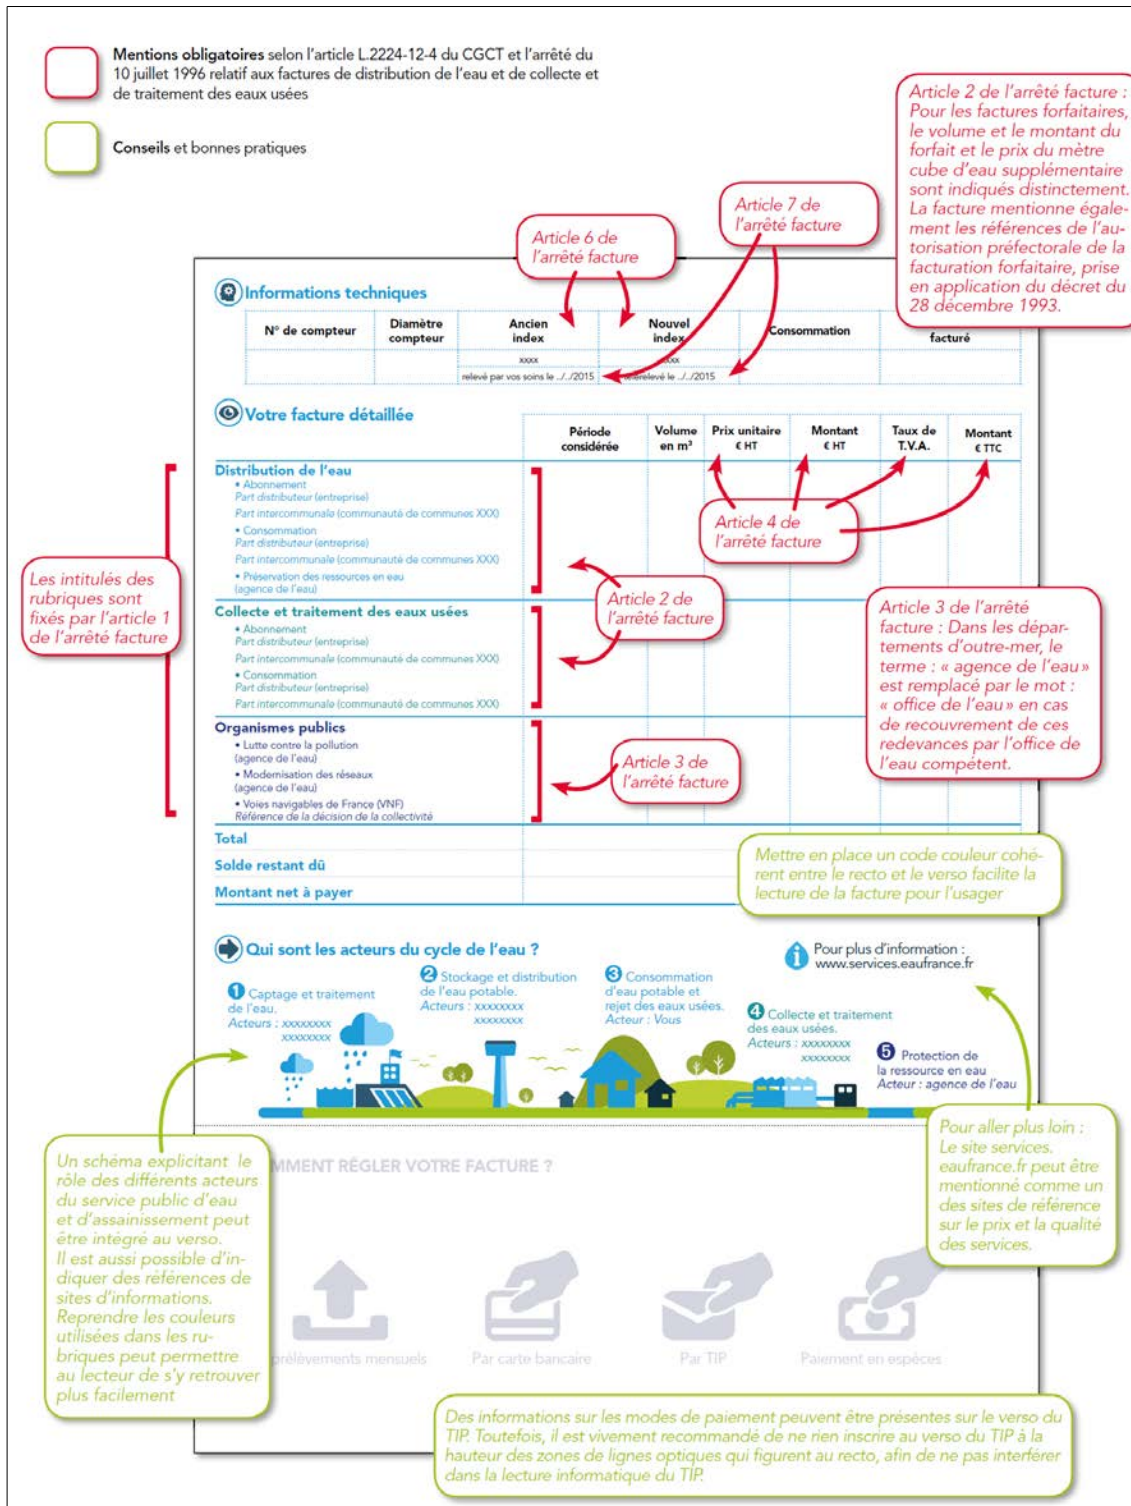 Mentions obligatoires selon l'article L.2224-12-4 du CGCT et l'arrêté du
10 juillet 1996 relatif aux factures de distribution de l'eau et de collecte et
de traitement des eaux usées
Conseils et bonnes pratiques
Article 2 de l'arrêté facture :
Pour les factures forfaitaires,
le volume et le montant du
forfait et le prix du mètre
cube d'eau supplémentaire
sont indiqués distinctement.
La facture mentionne égale-
ment les références de l'au-
torisation préfectorale de la
facturation forfaitaire, prise
en application du décret du
28 décembre 1993.
Article 7 de
l'arrêté facture
Article 6 de
l'arrêté facture
Informations techniques
N° de compteur
Diamètre
compteur
Ancien
index
Nouvel
index
Consommation
facturé
xxxx
relevé par vos soins le ../../2015
relevé le ../../2015
Votre facture détaillée
Période
considérée
Volume
en m³
Prix unitaire
€ HT
Montant
€ HT
Taux de
T.V.A.
Montant
€ TTC
Distribution de l'eau
• Abonnement
Part distributeur (entreprise)
Part intercommunale (communauté de communes XXX)
• Consommation
Part distributeur (entreprise)
Part intercommunale (communauté de communes XXX)
• Préservation des ressources en eau
(agence de l'eau)
Article 4 de
l'arrêté facture
Les intitulés des
rubriques sont
fixés par l'article 1
de l'arrêté facture
Article 2 de
l'arrêté facture
Collecte et traitement des eaux usées
• Abonnement
Part distributeur (entreprise)
Part intercommunale (communauté de communes XXX)
• Consommation
Part distributeur (entreprise)
Part intercommunale (communauté de communes XXX)
Article 3 de l'arrêté
facture : Dans les dépar-
tements d'outre-mer, le
terme : « agence de l'eau »
est remplacé par le mot :
« office de l'eau » en cas
de recouvrement de ces
redevances par l'office de
l'eau compétent.
Organismes publics
• Lutte contre la pollution
(agence de l'eau)
• Modernisation des réseaux
(agence de l'eau)
• Voies navigables de France (VNF)
Référence de la décision de la collectivité
Article 3 de
l'arrêté facture
Total
Solde restant dû
Montant net à payer
Mettre en place un code couleur cohé-
rent entre le recto et le verso facilite la
lecture de la facture pour l'usager
Qui sont les acteurs du cycle de l'eau ?
Pour plus d'information :
www.services.eaufrance.fr
1 Captage et traitement
de l'eau.
Acteurs : xxxxxxxx
xxxxxxxx
2 Stockage et distribution
de l'eau potable.
Acteurs : xxxxxxxx
xxxxxxxx
3 Consommation
d'eau potable et
rejet des eaux usées.
Acteur : Vous
4 Collecte et traitement
des eaux usées.
Acteurs : xxxxxxxx
xxxxxxxx
5 Protection de
la ressource en eau
Acteur : agence de l'eau
Un schéma explicitant le
rôle des différents acteurs
du service public d'eau
et d'assainissement peut
être intégré au verso.
Il est aussi possible d'in-
diquer des références de
sites d'informations.
Reprendre les couleurs
utilisées dans les ru-
briques peut permettre
au lecteur de s'y retrouver
plus facilement
Pour aller plus loin :
Le site services.
eaufrance.fr peut être
mentionné comme un
des sites de référence
sur le prix et la qualité
des services.
MMENT RÉGLER VOTRE FACTURE ?
prélèvements mensuels
Par carte bancaire
Par TIP
Paiement en espèces
Des informations sur les modes de paiement peuvent être présentes sur le verso du
TIP. Toutefois, il est vivement recommandé de ne rien inscrire au verso du TIP à la
hauteur des zones de lignes optiques qui figurent au recto, afin de ne pas interférer
dans la lecture informatique du TIP.